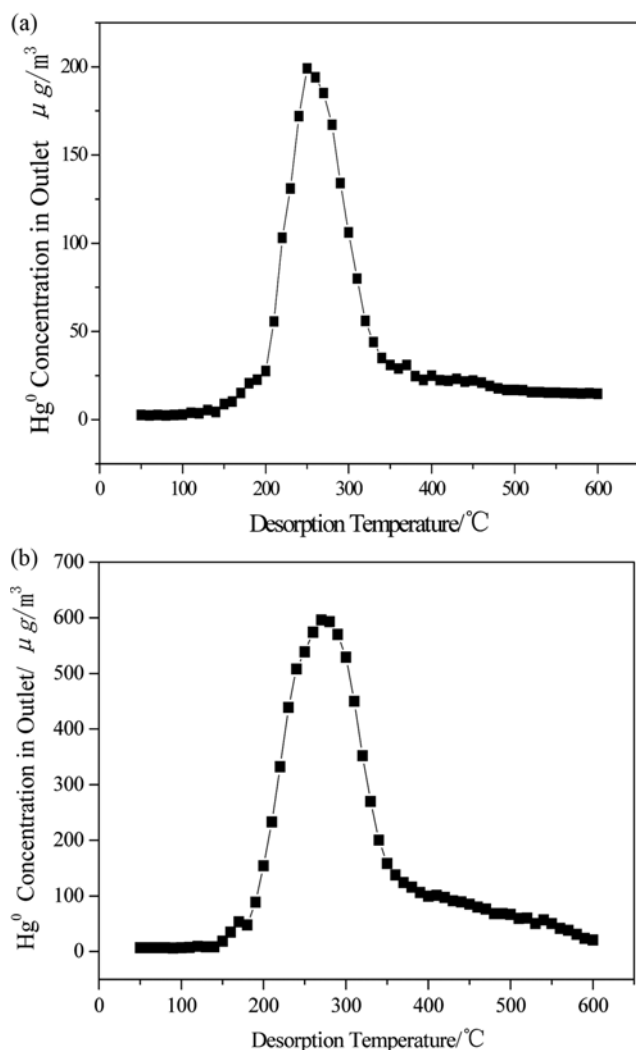 (a)
200
150
100
50
0
Hg⁰ Concentration in Outlet μg/m³
0 100 200 300 400 500 600
Desorption Temperature/℃
(b)
700
600
500
400
300
200
100
0
Hg⁰ Concentration in Outlet/ μg/m³
0 100 200 300 400 500 600
Desorption Temperature/℃